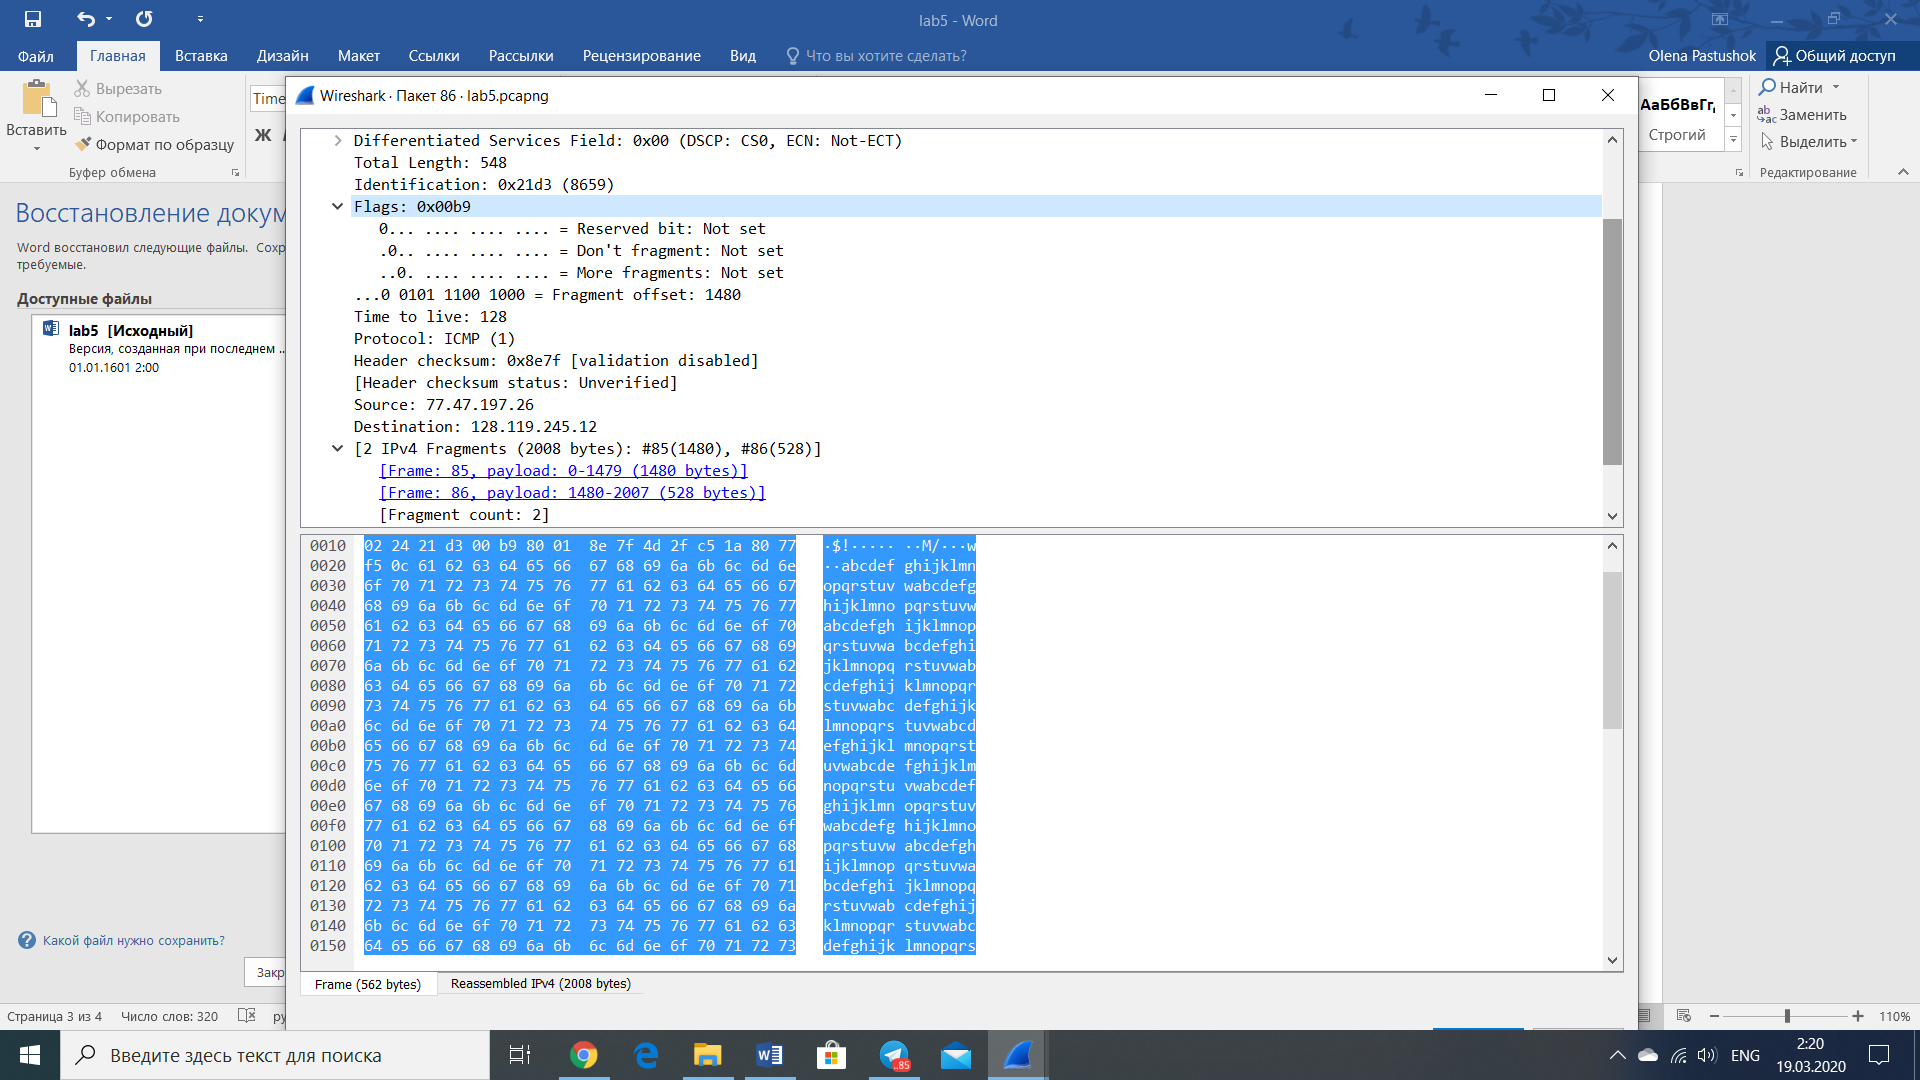 lab5 - Word
Файл Главная Вставка Дизайн Макет Ссылки Рассылки Рецензирование Вид Что вы хотите сделать? Olena Pastushok Общий доступ
Вставить
Вырезать
Копировать
Формат по образцу
Буфер обмена
Time
Ж
АаБбВвГг,
Строгий
Найти
Заменить
Выделить
Редактирование
Восстановление докум
Word восстановил следующие файлы. Сохр
требуемые.
Доступные файлы
lab5 [Исходный]
Версия, созданная при последнем ...
01.01.1601 2:00
Какой файл нужно сохранить?
Закр
Wireshark · Пакет 86 · lab5.pcapng
Differentiated Services Field: 0x00 (DSCP: CS0, ECN: Not-ECT)
Total Length: 548
Identification: 0x21d3 (8659)
Flags: 0x00b9
0... .... .... .... = Reserved bit: Not set
.0.. .... .... .... = Don't fragment: Not set
..0. .... .... .... = More fragments: Not set
...0 0101 1100 1000 = Fragment offset: 1480
Time to live: 128
Protocol: ICMP (1)
Header checksum: 0x8e7f [validation disabled]
[Header checksum status: Unverified]
Source: 77.47.197.26
Destination: 128.119.245.12
[2 IPv4 Fragments (2008 bytes): #85(1480), #86(528)]
[Frame: 85, payload: 0-1479 (1480 bytes)]
[Frame: 86, payload: 1480-2007 (528 bytes)]
[Fragment count: 2]
0010 02 24 21 d3 00 b9 80 01 8e 7f 4d 2f c5 1a 80 77 ·$!····· ··M/···w
0020 f5 0c 61 62 63 64 65 66 67 68 69 6a 6b 6c 6d 6e ··abcdef ghijklmn
0030 6f 70 71 72 73 74 75 76 77 61 62 63 64 65 66 67 opqrstuv wabcdefg
0040 68 69 6a 6b 6c 6d 6e 6f 70 71 72 73 74 75 76 77 hijklmno pqrstuvw
0050 61 62 63 64 65 66 67 68 69 6a 6b 6c 6d 6e 6f 70 abcdefgh ijklmnop
0060 71 72 73 74 75 76 77 61 62 63 64 65 66 67 68 69 qrstuvwa bcdefghi
0070 6a 6b 6c 6d 6e 6f 70 71 72 73 74 75 76 77 61 62 jklmnopq rstuvwab
0080 63 64 65 66 67 68 69 6a 6b 6c 6d 6e 6f 70 71 72 cdefghij klmnopqr
0090 73 74 75 76 77 61 62 63 64 65 66 67 68 69 6a 6b stuvwabc defghijk
00a0 6c 6d 6e 6f 70 71 72 73 74 75 76 77 61 62 63 64 lmnopqrs tuvwabcd
00b0 65 66 67 68 69 6a 6b 6c 6d 6e 6f 70 71 72 73 74 efghijkl mnopqrst
00c0 75 76 77 61 62 63 64 65 66 67 68 69 6a 6b 6c 6d uvwabcde fghijklm
00d0 6e 6f 70 71 72 73 74 75 76 77 61 62 63 64 65 66 nopqrstu vwabcdef
00e0 67 68 69 6a 6b 6c 6d 6e 6f 70 71 72 73 74 75 76 ghijklmn opqrstuv
00f0 77 61 62 63 64 65 66 67 68 69 6a 6b 6c 6d 6e 6f wabcdefg hijklmno
0100 70 71 72 73 74 75 76 77 61 62 63 64 65 66 67 68 pqrstuvw abcdefgh
0110 69 6a 6b 6c 6d 6e 6f 70 71 72 73 74 75 76 77 61 ijklmnop qrstuvwa
0120 62 63 64 65 66 67 68 69 6a 6b 6c 6d 6e 6f 70 71 bcdefghi jklmnopq
0130 72 73 74 75 76 77 61 62 63 64 65 66 67 68 69 6a rstuvwab cdefghij
0140 6b 6c 6d 6e 6f 70 71 72 73 74 75 76 77 61 62 63 klmnopqr stuvwabc
0150 64 65 66 67 68 69 6a 6b 6c 6d 6e 6f 70 71 72 73 defghijk lmnopqrs
Frame (562 bytes) Reassembled IPv4 (2008 bytes)
Страница 3 из 4 Число слов: 320 ру 110%
Введите здесь текст для поиска
..85
ENG
2:20
19.03.2020